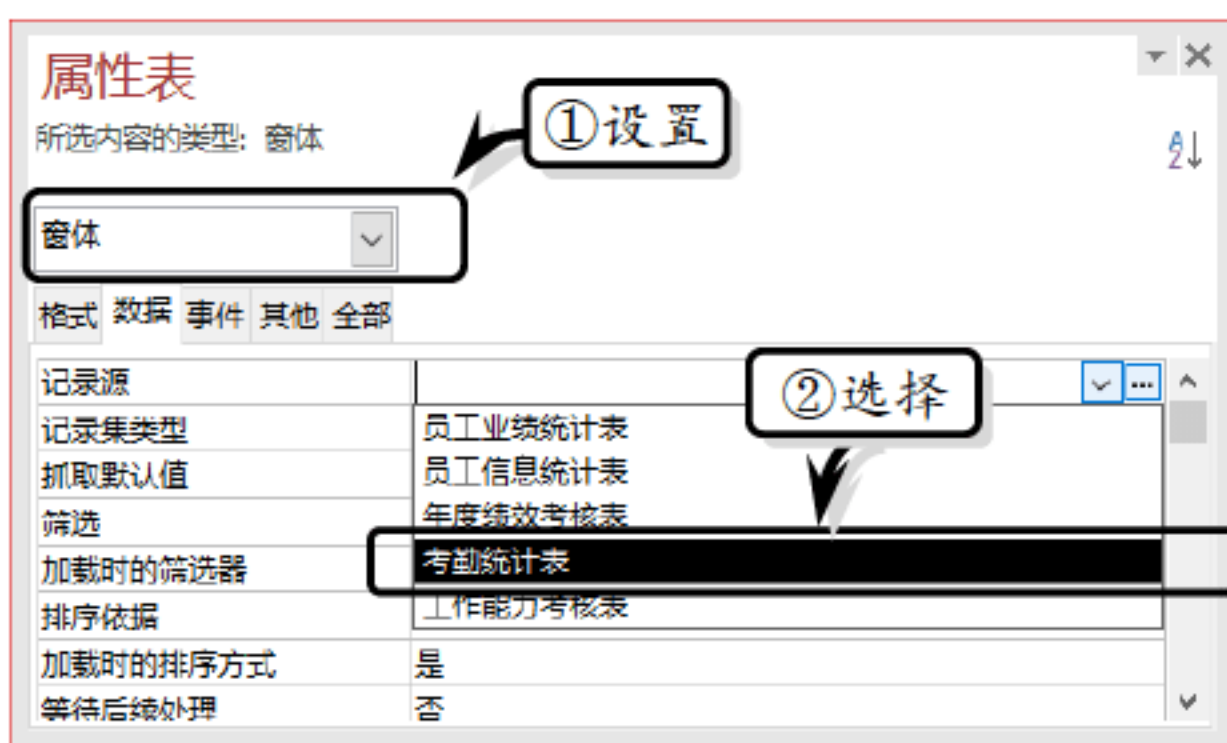 属性表
所选内容的类型: 窗体
①设置
窗体
格式 数据 事件 其他 全部
记录源
②选择
记录集类型 员工业绩统计表
抓取默认值 员工信息统计表
筛选 年度绩效考核表
加载时的筛选器 考勤统计表
排序依据 工作能力考核表
加载时的排序方式 是
等待后续处理 否